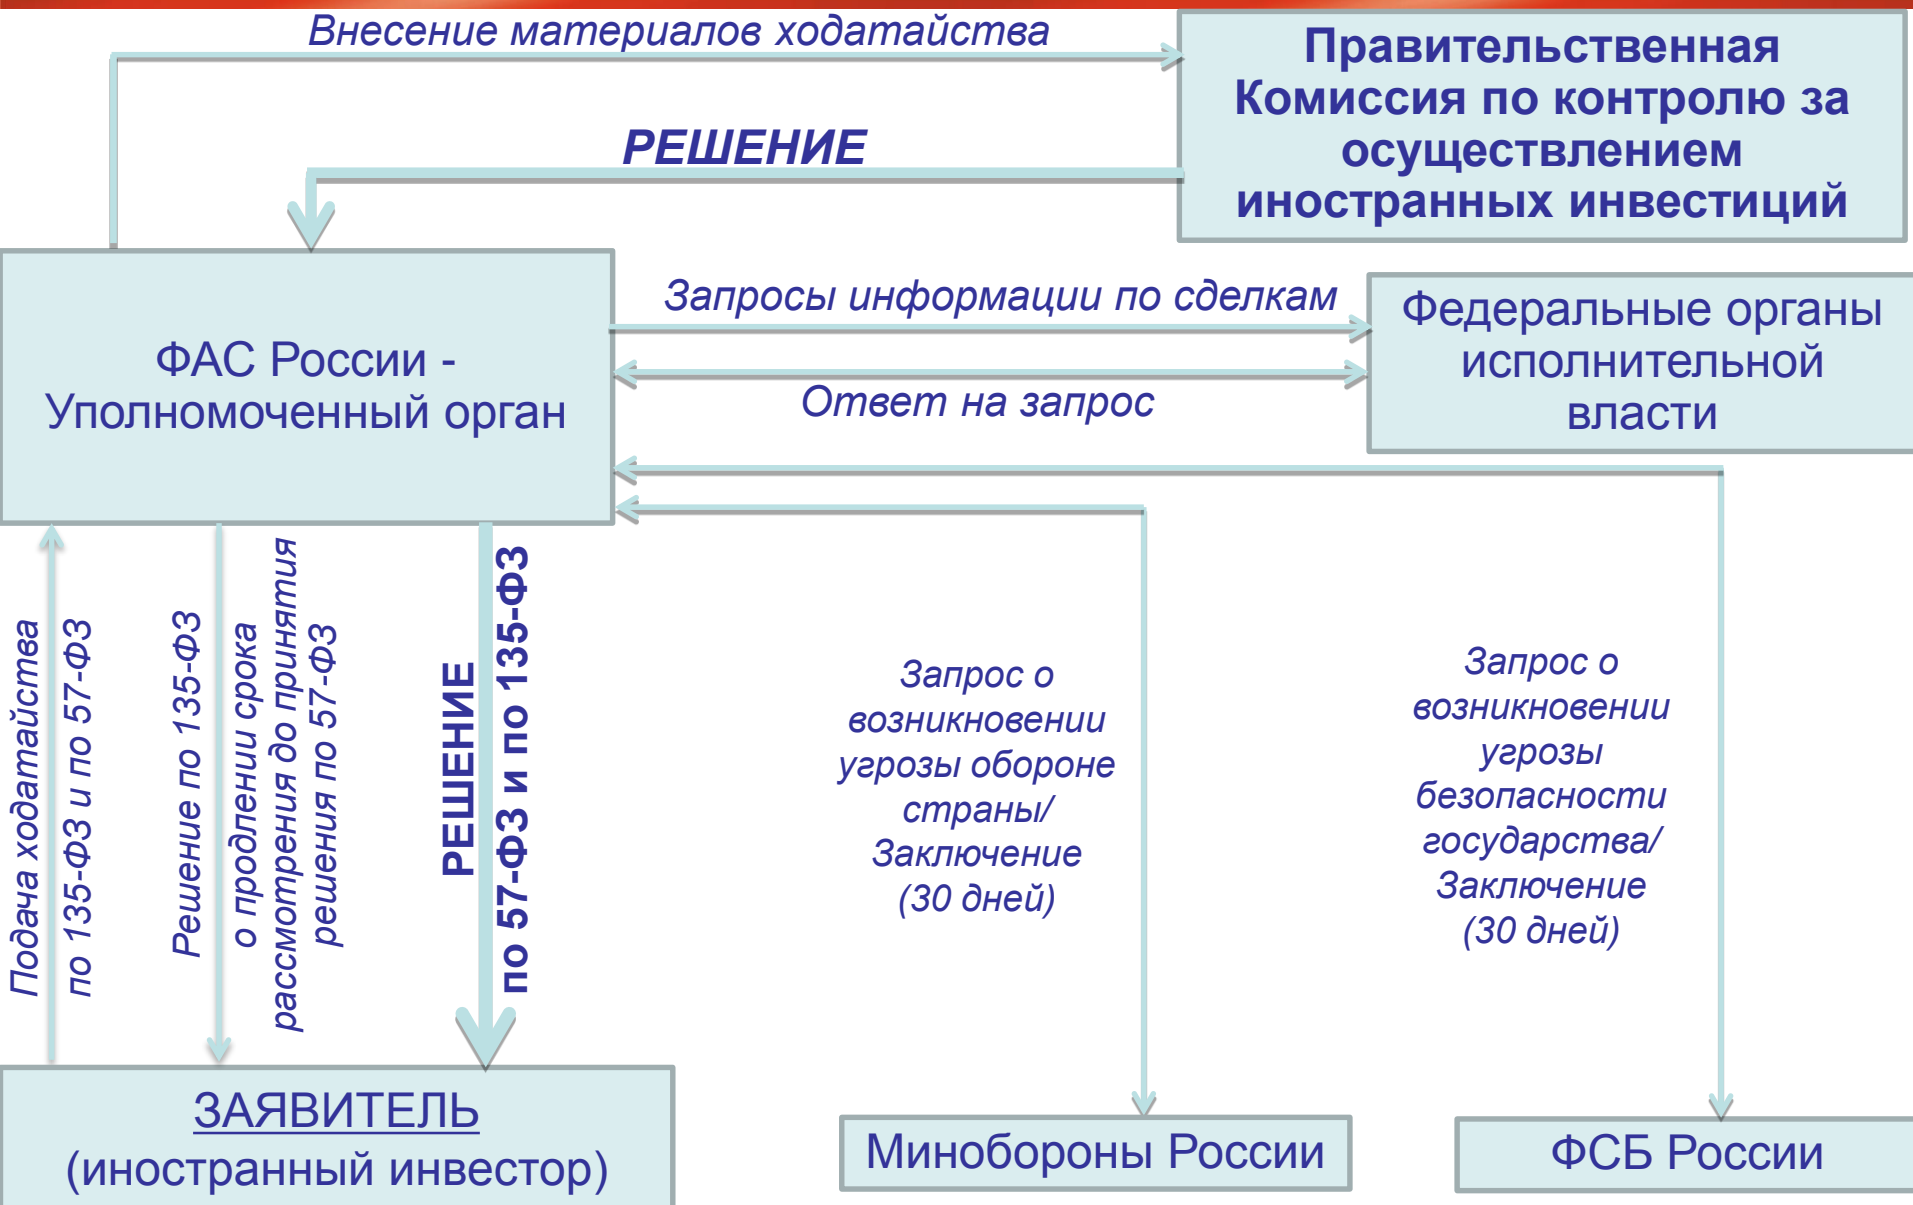 Внесение материалов ходатайства
Правительственная
Комиссия по контролю за
осуществлением
иностранных инвестиций
РЕШЕНИЕ
ФАС России -
Уполномоченный орган
Запросы информации по сделкам
Ответ на запрос
Федеральные органы
исполнительной
власти
Подача ходатайства
по 135-ФЗ и по 57-ФЗ
Решение по 135-ФЗ
о продлении срока
рассмотрения до принятия
решения по 57-ФЗ
РЕШЕНИЕ
по 57-ФЗ и по 135-ФЗ
Запрос о
возникновении
угрозы обороне
страны/
Заключение
(30 дней)
Запрос о
возникновении
угрозы
безопасности
государства/
Заключение
(30 дней)
ЗАЯВИТЕЛЬ
(иностранный инвестор)
Минобороны России
ФСБ России